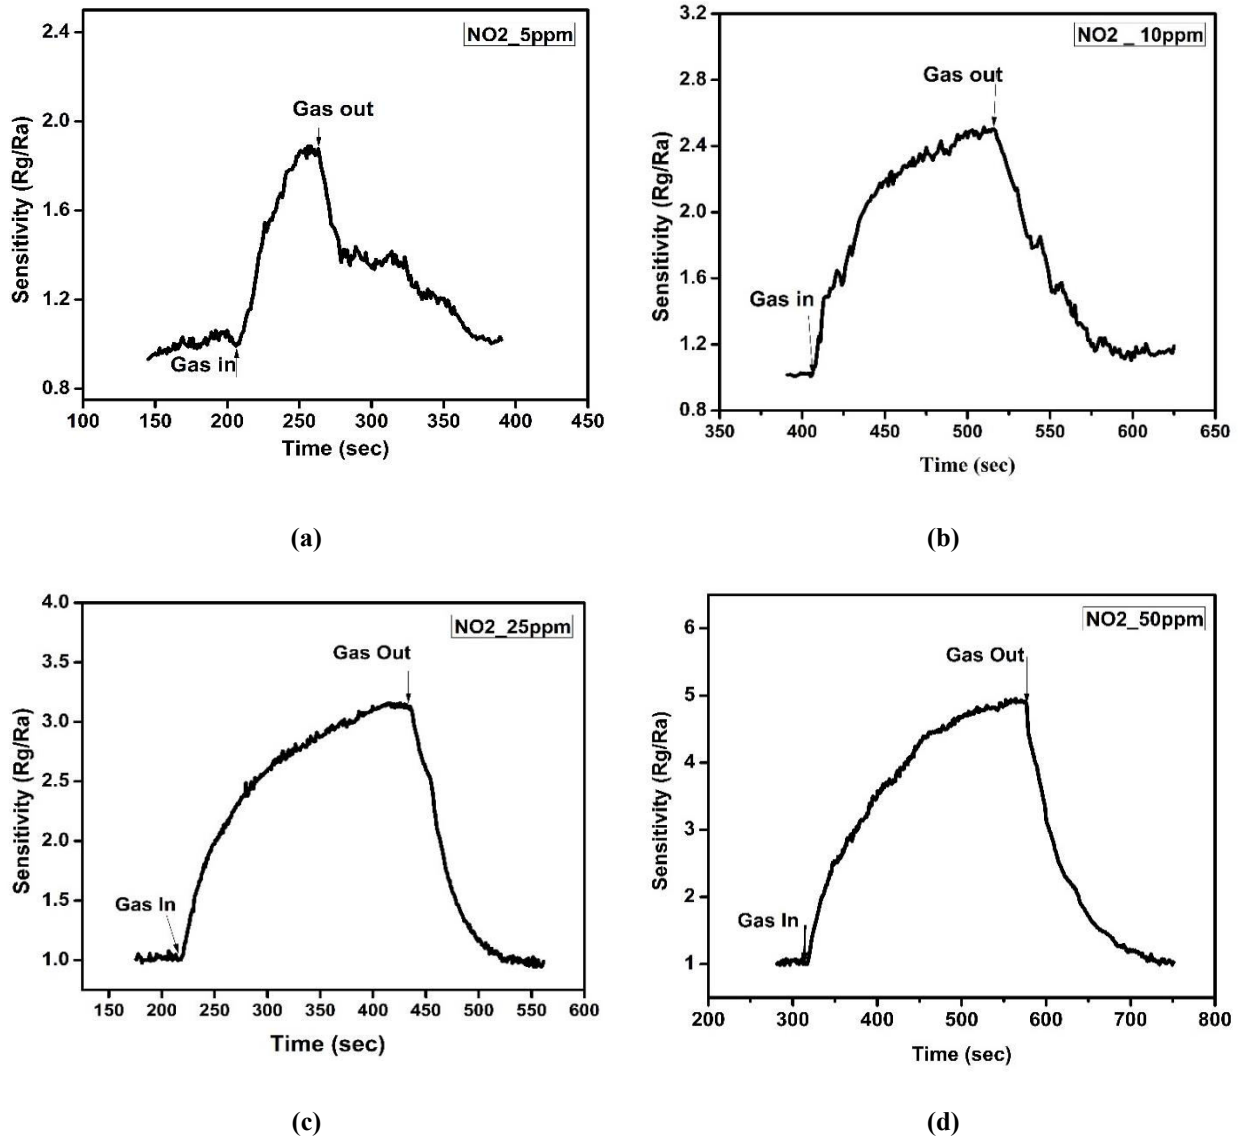 NO2_5ppm
2.4
2.0
1.6
1.2
0.8
Sensitivity (Rg/Ra)
Gas out
Gas in
100 150 200 250 300 350 400 450
Time (sec)
(a)
NO2 _ 10ppm
3.2
2.8
2.4
2.0
1.6
1.2
0.8
Sensitivity (Rg/Ra)
Gas out
Gas in
350 400 450 500 550 600 650
Time (sec)
(b)
NO2_25ppm
4.0
3.5
3.0
2.5
2.0
1.5
1.0
Sensitivity (Rg/Ra)
Gas Out
Gas In
150 200 250 300 350 400 450 500 550 600
Time (sec)
(c)
NO2_50ppm
6
5
4
3
2
1
Sensitivity (Rg/Ra)
Gas Out
Gas In
200 300 400 500 600 700 800
Time (sec)
(d)